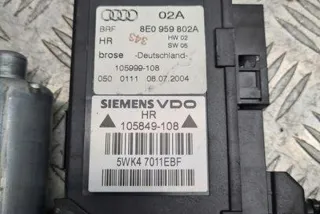 02A
BRF 8E0 959 802A
HR HW 02
343 SW 05
brose -Deutschland-
105999-108
050 0111 08.07.2004
SIEMENS VDO
HR
105849-108
5WK4 7011EBF